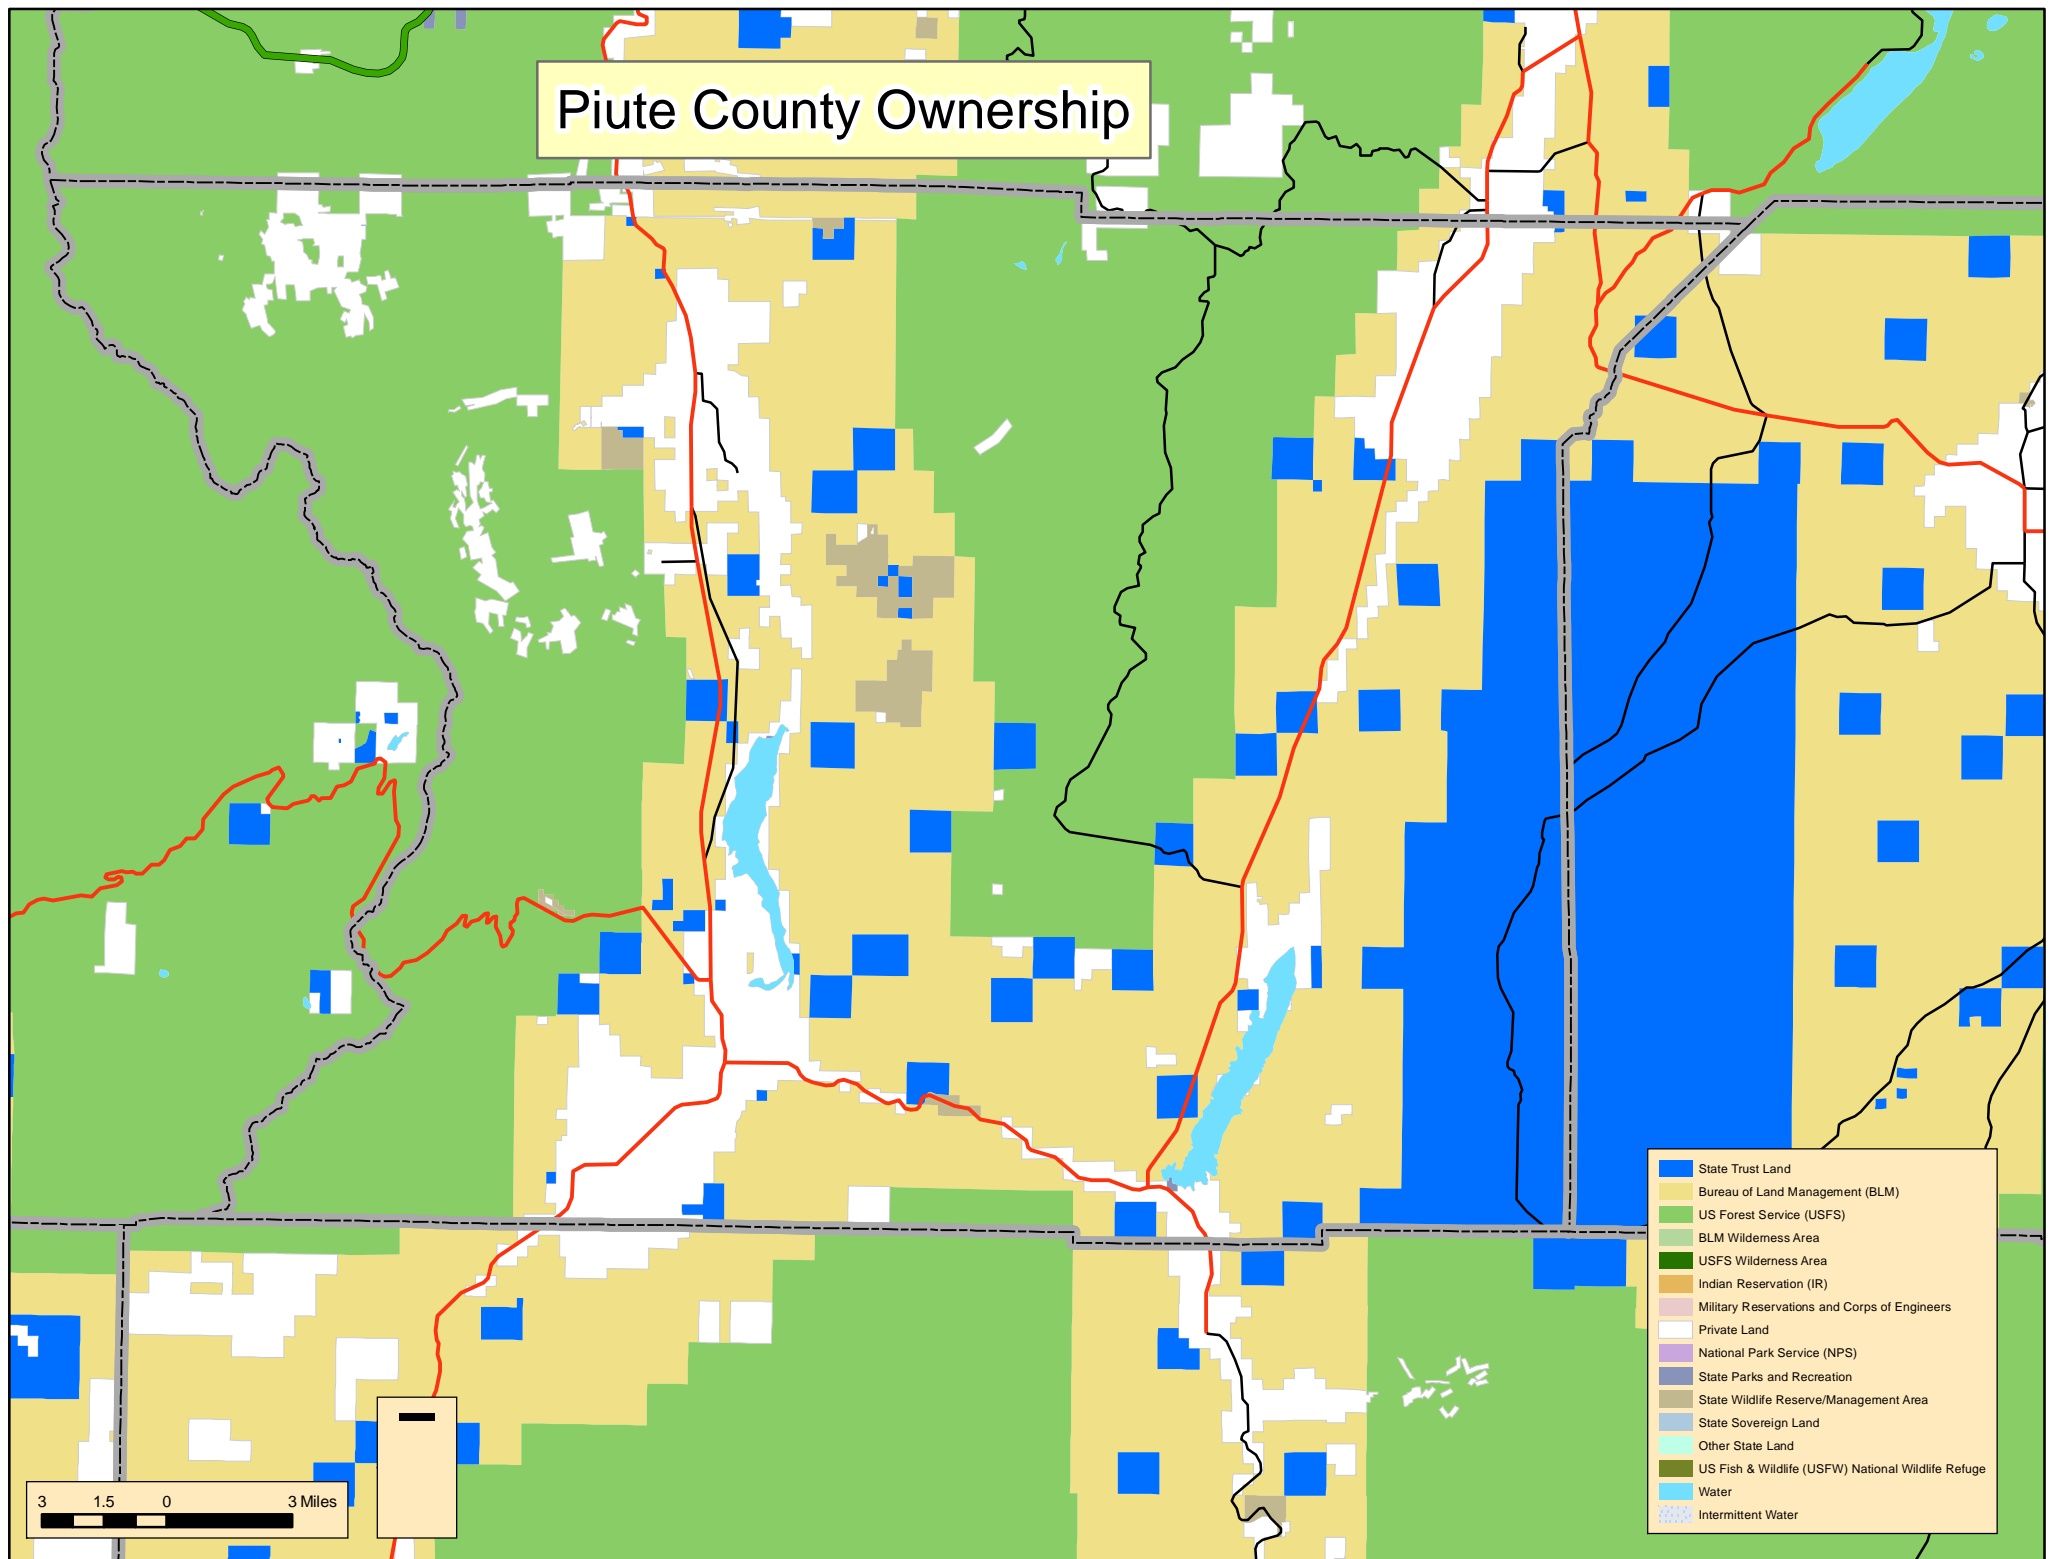 Piute County Ownership
State Trust Land
Bureau of Land Management (BLM)
US Forest Service (USFS)
BLM Wilderness Area
USFS Wilderness Area
Indian Reservation (IR)
Military Reservations and Corps of Engineers
Private Land
National Park Service (NPS)
State Parks and Recreation
State Wildlife Reserve/Management Area
State Sovereign Land
Other State Land
US Fish & Wildlife (USFW) National Wildlife Refuge
Water
Intermittent Water
3 1.5 0 3 Miles